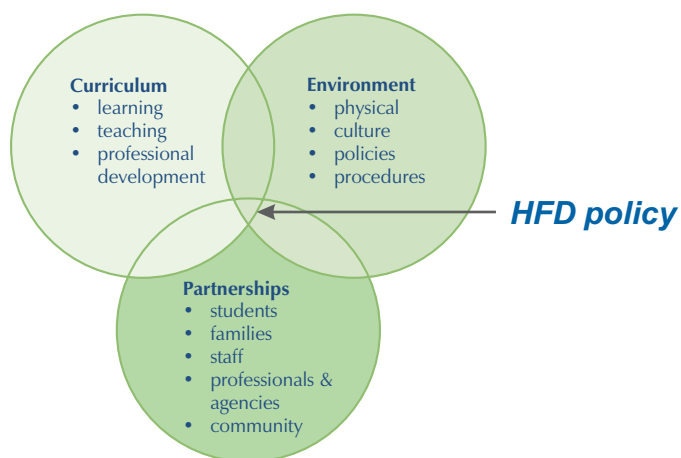 Curriculum
• learning
• teaching
• professional
development
Environment
• physical
• culture
• policies
• procedures
HFD policy
Partnerships
• students
• families
• staff
• professionals &
agencies
• community